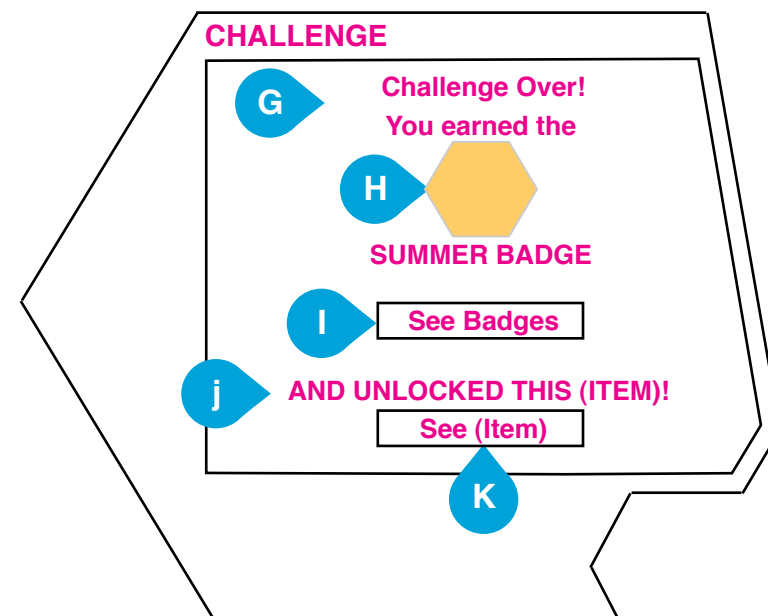 CHALLENGE
G
Challenge Over!
You earned the
H
SUMMER BADGE
I
See Badges
j
AND UNLOCKED THIS (ITEM)!
See (Item)
K